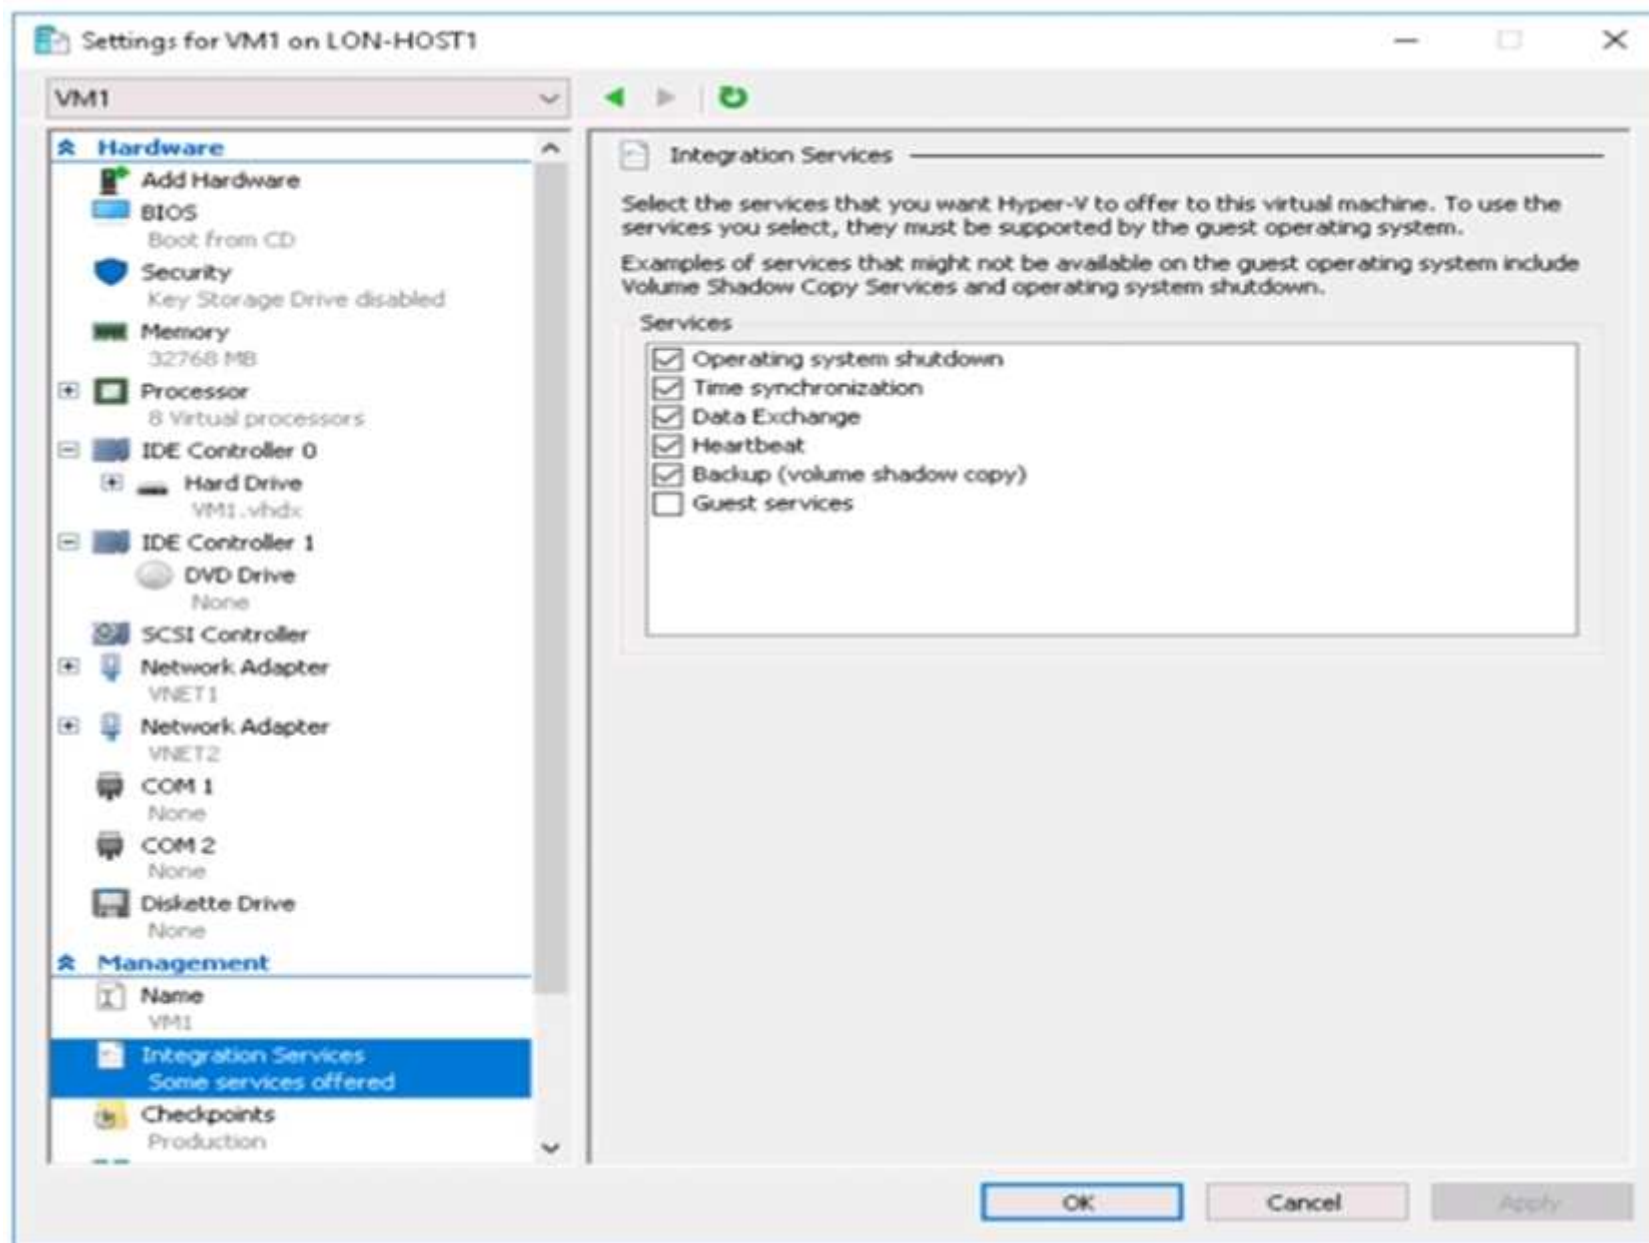 Settings for VM1 on LON-HOST1
VM1
Hardware
Add Hardware
BIOS
Boot from CD
Security
Key Storage Drive disabled
Memory
32768 MB
Processor
8 Virtual processors
IDE Controller 0
Hard Drive
VM1.vhdx
IDE Controller 1
DVD Drive
None
SCSI Controller
Network Adapter
VNET1
Network Adapter
VNET2
COM 1
None
COM 2
None
Diskette Drive
None
Management
Name
VM1
Integration Services
Some services offered
Checkpoints
Production
Integration Services
Select the services that you want Hyper-V to offer to this virtual machine. To use the
services you select, they must be supported by the guest operating system.
Examples of services that might not be available on the guest operating system include
Volume Shadow Copy Services and operating system shutdown.
Services
Operating system shutdown
Time synchronization
Data Exchange
Heartbeat
Backup (volume shadow copy)
Guest services
OK
Cancel
Apply